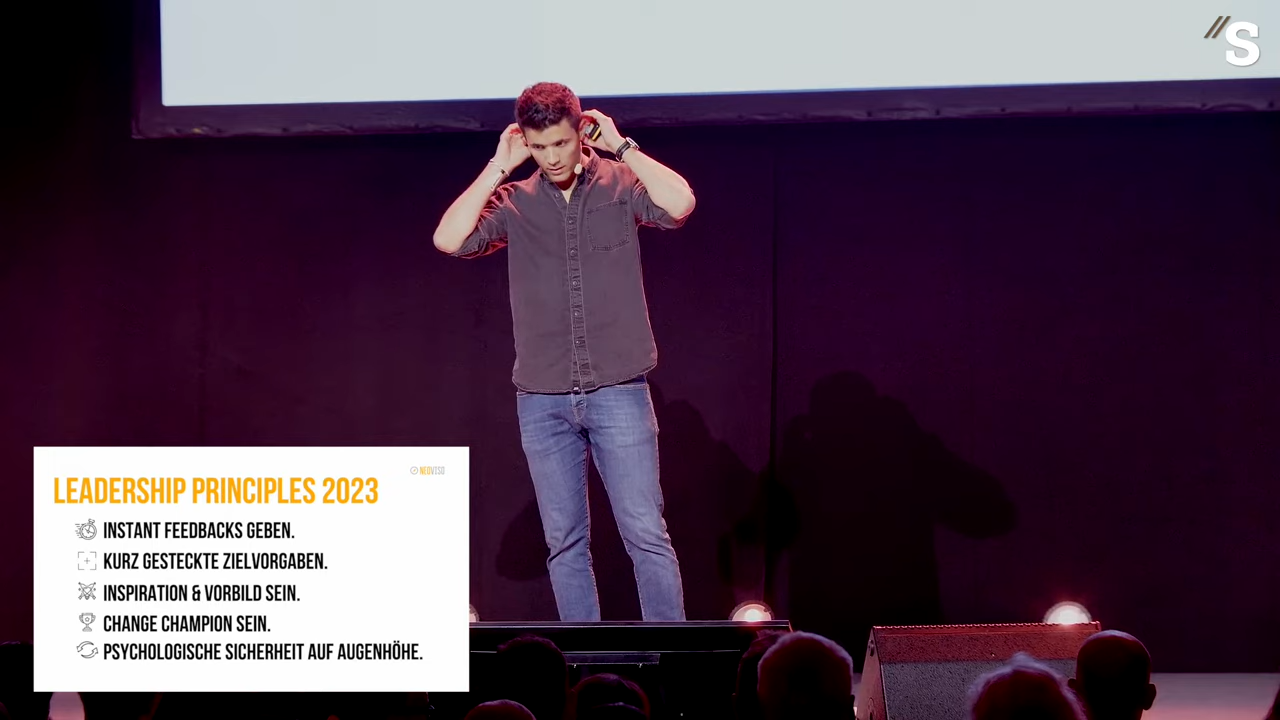 //S
NEOVISO
LEADERSHIP PRINCIPLES 2023
INSTANT FEEDBACKS GEBEN.
KURZ GESTECKTE ZIELVORGABEN.
INSPIRATION & VORBILD SEIN.
CHANGE CHAMPION SEIN.
PSYCHOLOGISCHE SICHERHEIT AUF AUGENHÖHE.